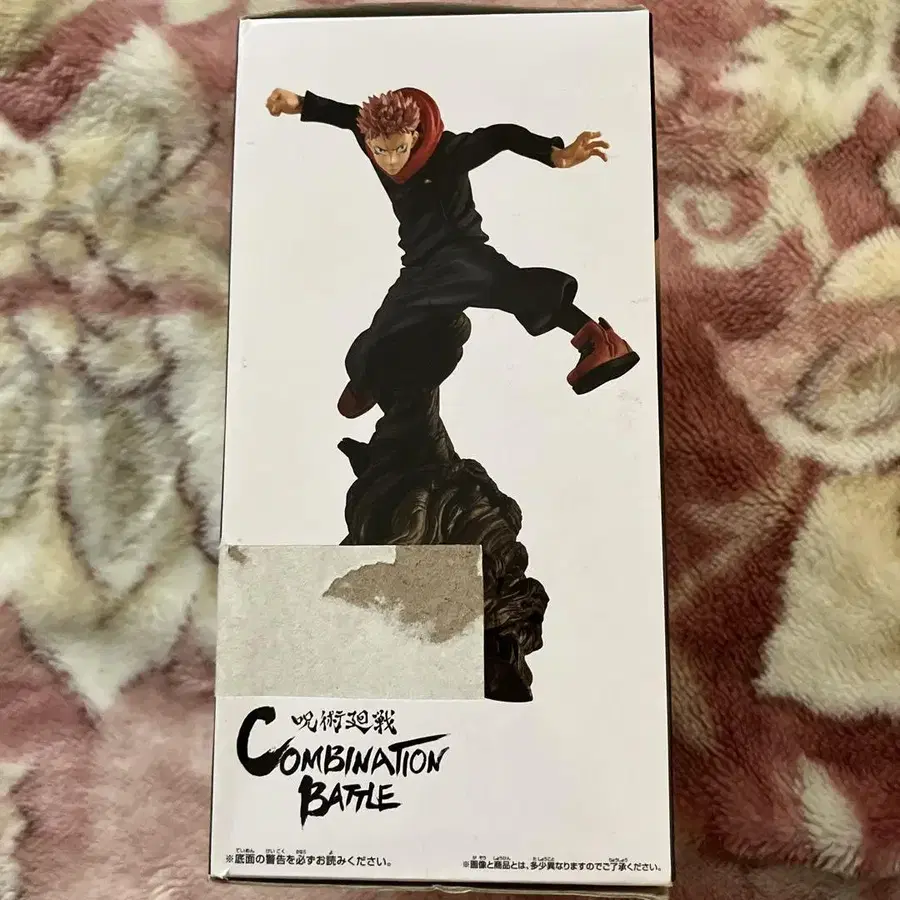 呪術廻戦
COMBINATION
BATTLE
※底面の警告を必ずお読みください。
※画像と商品とは、多少異なりますのでご了承ください。